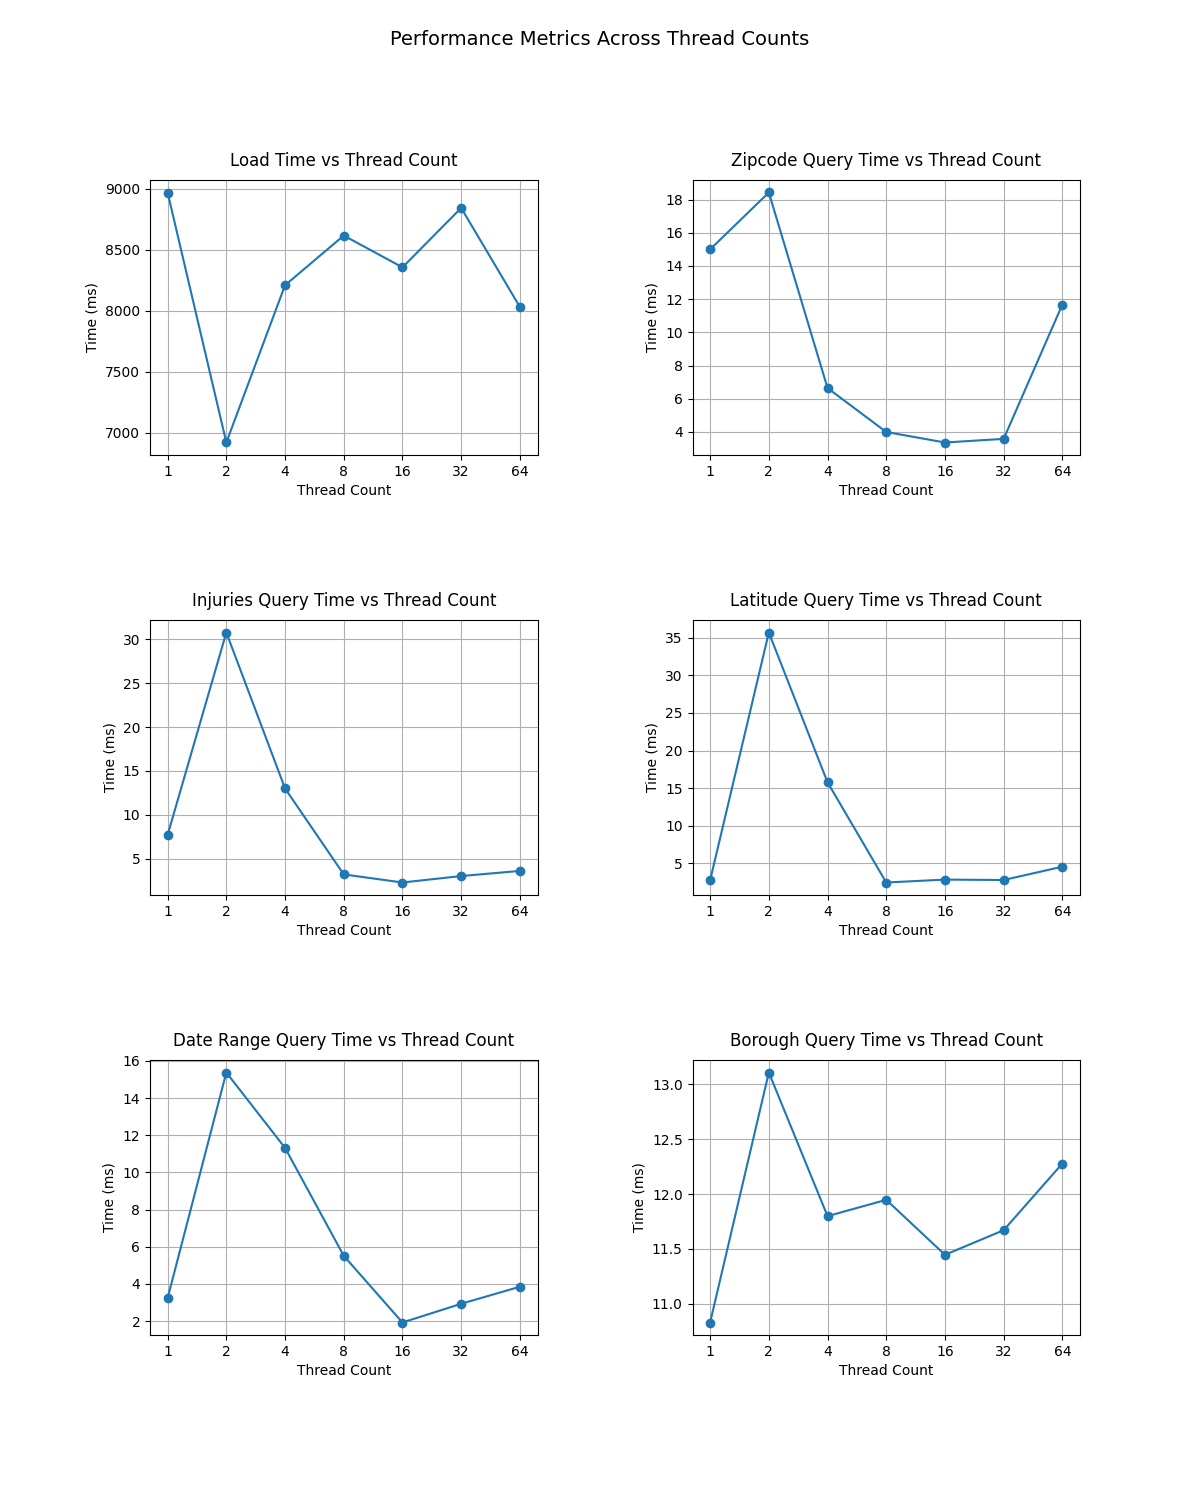 Performance Metrics Across Thread Counts
Load Time vs Thread Count
Time (ms)
9000
8500
8000
7500
7000
1 2 4 8 16 32 64
Thread Count
Zipcode Query Time vs Thread Count
Time (ms)
18
16
14
12
10
8
6
4
1 2 4 8 16 32 64
Thread Count
Injuries Query Time vs Thread Count
Time (ms)
30
25
20
15
10
5
1 2 4 8 16 32 64
Thread Count
Latitude Query Time vs Thread Count
Time (ms)
35
30
25
20
15
10
5
1 2 4 8 16 32 64
Thread Count
Date Range Query Time vs Thread Count
Time (ms)
16
14
12
10
8
6
4
2
1 2 4 8 16 32 64
Thread Count
Borough Query Time vs Thread Count
Time (ms)
13.0
12.5
12.0
11.5
11.0
1 2 4 8 16 32 64
Thread Count